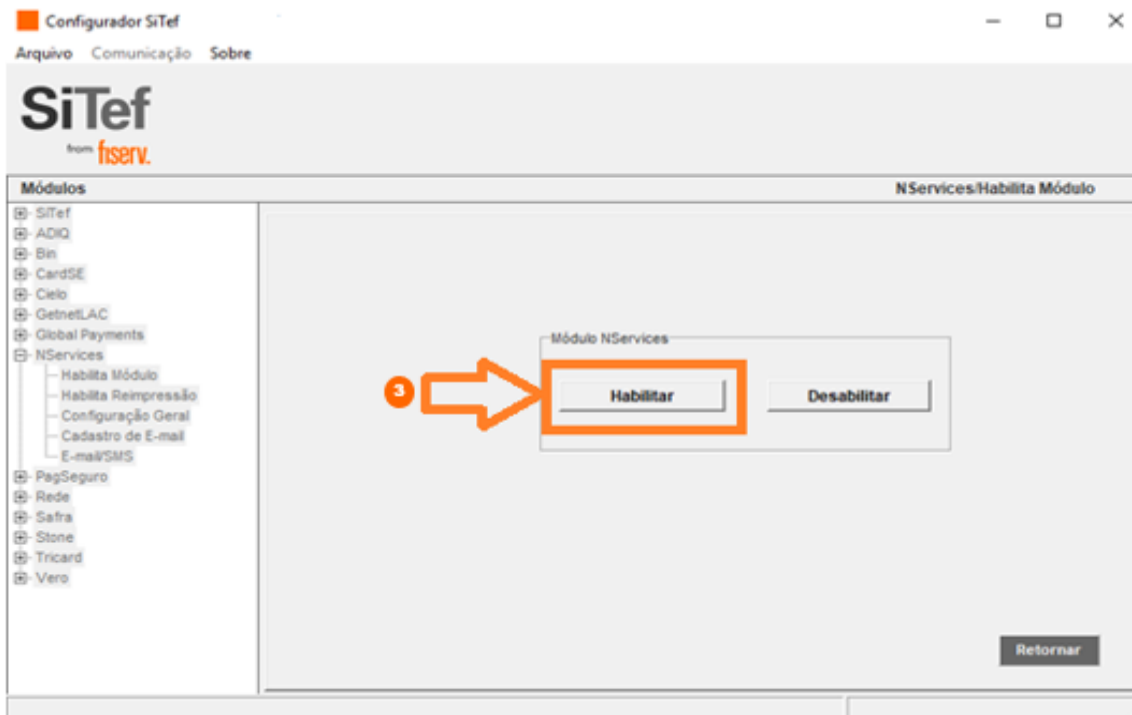 Configurador SiTef
Arquivo Comunicação Sobre
SiTef
from fiserv.
Módulos
NServices/Habilita Módulo
SiTef
ADIQ
Bin
CardSE
Cielo
GetnetLAC
Global Payments
NServices
Habilita Módulo
Habilita Reimpressão
Configuração Geral
Cadastro de E-mail
E-mail/SMS
PagSeguro
Rede
Safra
Stone
Tricard
Vero
Módulo NServices
3
Habilitar
Desabilitar
Retornar